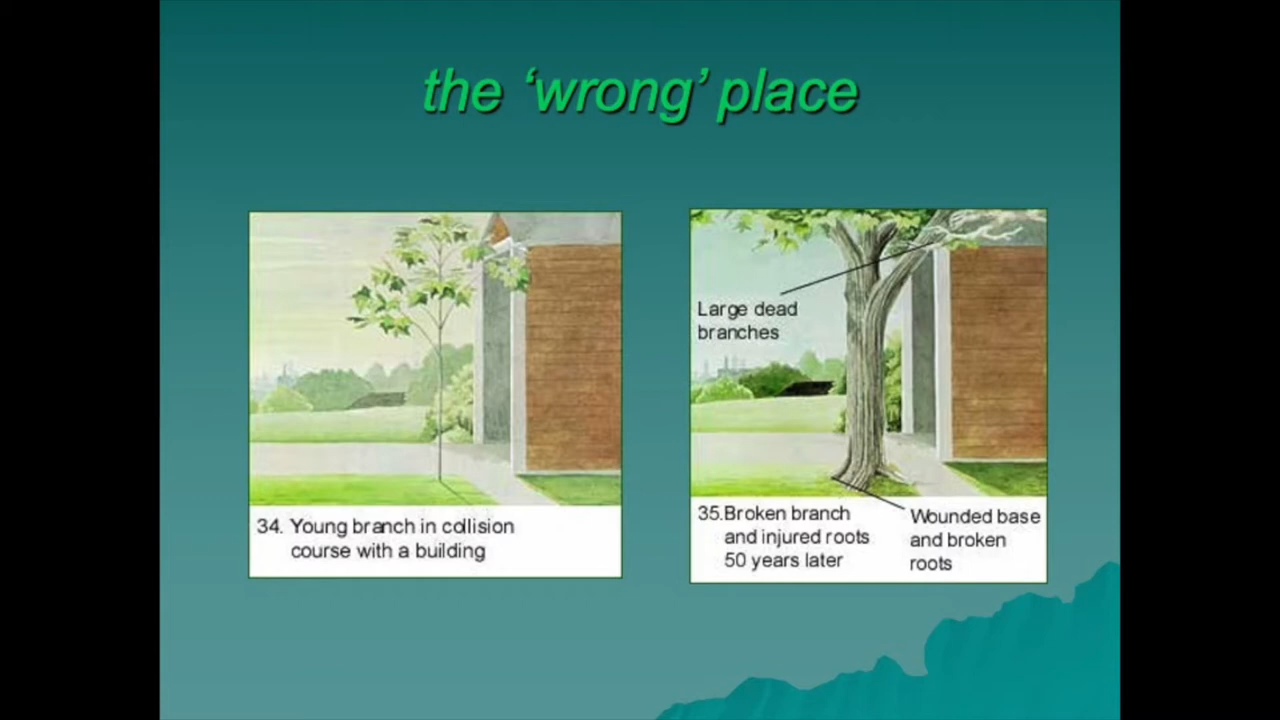 the ‘wrong’ place
34. Young branch in collision
course with a building
Large dead
branches
35.Broken branch
and injured roots
50 years later
Wounded base
and broken
roots